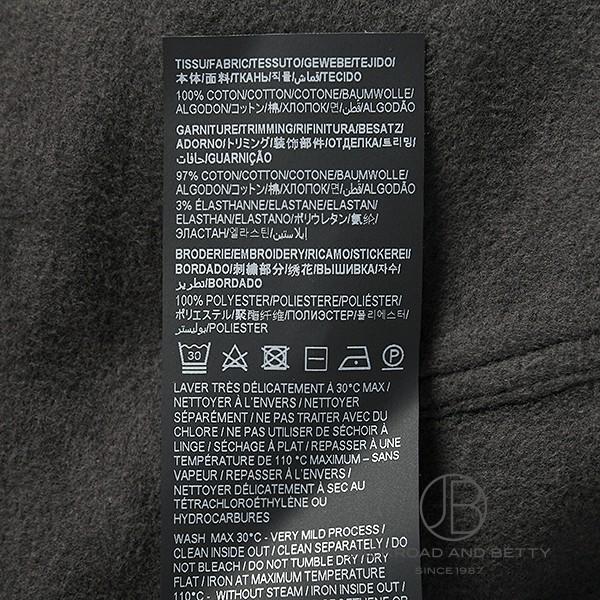 TISSU/FABRIC/TESSUTO/GEWEBE/TEJIDO/
本体/面料/ТКАНЬ/직물/قماش/TECIDO
100% COTON/COTTON/COTONE/BAUMWOLLE/
ALGODON/コットン/棉/ХЛОПОК/면/قطن/ALGODÃO
GARNITURE/TRIMMING/RIFINITURA/BESATZ/
ADORNO/トリミング/装饰部件/ОТДЕЛКА/트리밍/
حافات/GUARNIÇÃO
97% COTON/COTTON/COTONE/BAUMWOLLE/
ALGODON/コットン/棉/ХЛОПОК/면/قطن/ALGODÃO
3% ÉLASTHANNE/ELASTANE/ELASTAN/
ELASTHAN/ELASTANO/ポリウレタン/氨纶/
ЭЛАСТАН/엘라스틴/إيلاستين
BRODERIE/EMBROIDERY/RICAMO/STICKEREI/
BORDADO/刺繍部分/绣花/ВЫШИВКА/자수/
تطريز/BORDADO
100% POLYESTER/POLIESTERE/POLIÉSTER/
ポリエステル/聚酯纤维/ПОЛИЭСТЕР/폴리에스터/
بوليستر/POLIESTER
30
LAVER TRÈS DÉLICATEMENT À 30°C MAX /
NETTOYER À L'ENVERS / NETTOYER
SÉPARÉMENT / NE PAS TRAITER AVEC DU
CHLORE / NE PAS UTILISER DE SÉCHOIR À
LINGE / SÉCHAGE À PLAT / REPASSER À UNE
TEMPÉRATURE DE 110 °C MAXIMUM – SANS
VAPEUR / REPASSER À L'ENVERS /
NETTOYER DÉLICATEMENT À SEC AU
TÉTRACHLOROÉTHYLÈNE OU
HYDROCARBURES
WASH MAX 30°C - VERY MILD PROCESS /
CLEAN INSIDE OUT / CLEAN SEPARATELY / DO
NOT BLEACH / DO NOT TUMBLE DRY / DRY
FLAT / IRON AT MAXIMUM TEMPERATURE
110°C - WITHOUT STEAM / IRON INSIDE OUT /
JB
ROAD AND BETTY
SINCE1987